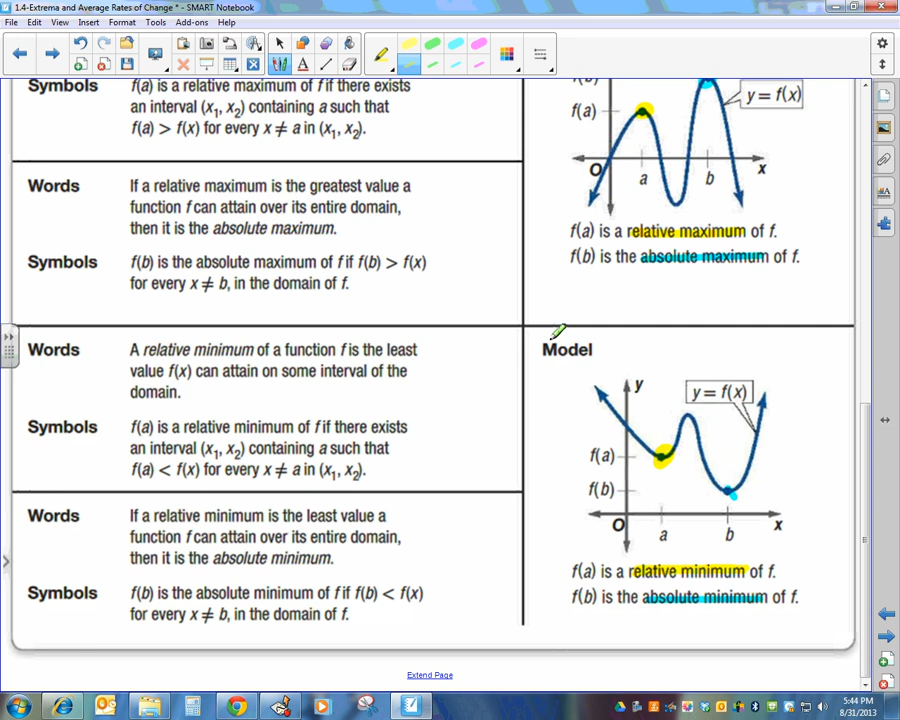 1.4-Extrema and Average Rates of Change * - SMART Notebook
File Edit View Insert Format Tools Add-ons Help
Symbols f(a) is a relative maximum of f if there exists
an interval (x₁, x₂) containing a such that
f(a) > f(x) for every x ≠ a in (x₁, x₂).
f(a)
y = f(x)
O a b x
f(a) is a relative maximum of f.
f(b) is the absolute maximum of f.
Words If a relative maximum is the greatest value a
function f can attain over its entire domain,
then it is the absolute maximum.
Symbols f(b) is the absolute maximum of f if f(b) > f(x)
for every x ≠ b, in the domain of f.
Words A relative minimum of a function f is the least
value f(x) can attain on some interval of the
domain.
Symbols f(a) is a relative minimum of f if there exists
an interval (x₁, x₂) containing a such that
f(a) < f(x) for every x ≠ a in (x₁, x₂).
Words If a relative minimum is the least value a
function f can attain over its entire domain,
then it is the absolute minimum.
Symbols f(b) is the absolute minimum of f if f(b) < f(x)
for every x ≠ b, in the domain of f.
Model
y
y = f(x)
f(a)
f(b)
O a b x
f(a) is a relative minimum of f.
f(b) is the absolute minimum of f.
Extend Page
5:44 PM
8/31/2013